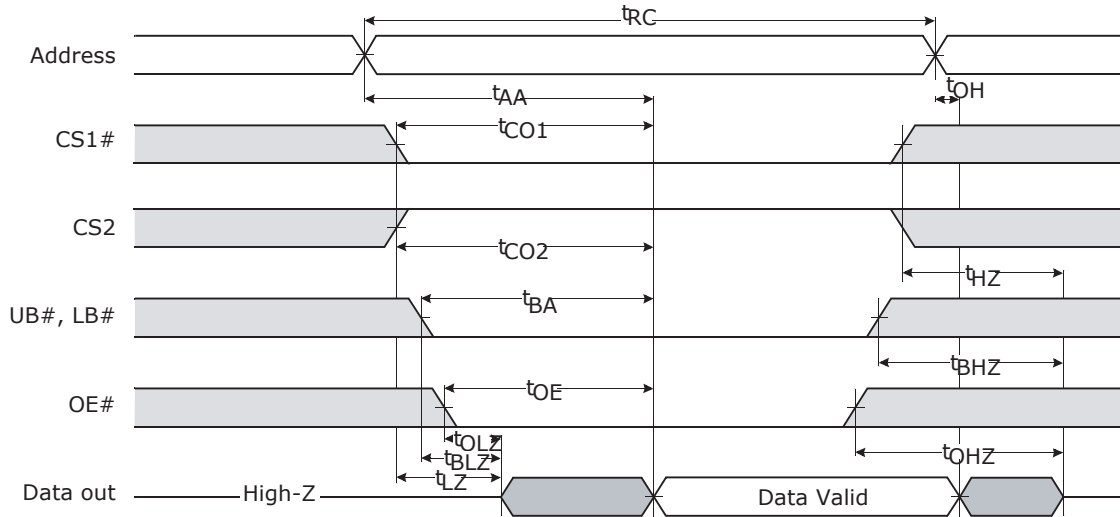 tRC
Address
tAA
tOH
CS1#
tCO1
CS2
tCO2
tHZ
UB#, LB#
tBA
tBHZ
OE#
tOE
tOLZ
tBLZ
tOHZ
tLZ
Data out
High-Z
Data Valid